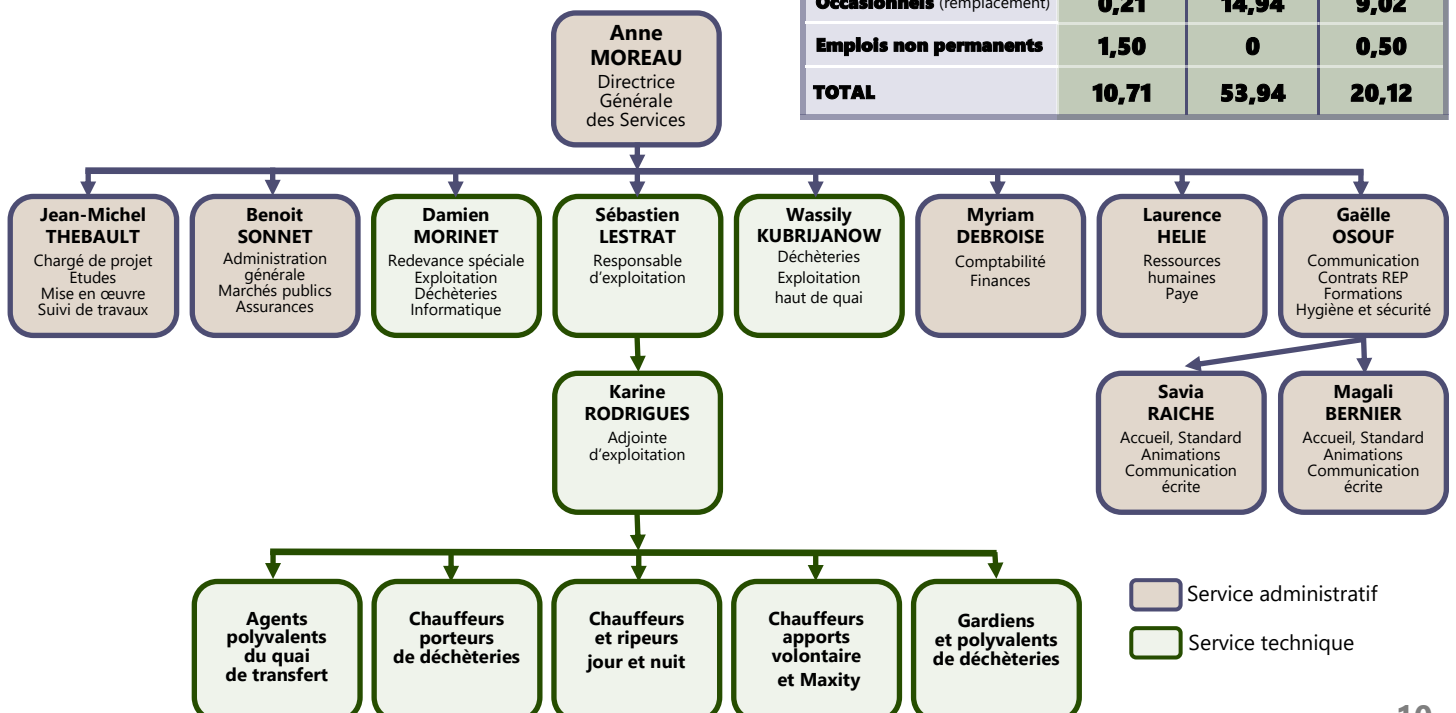 Occasionnels (remplacement) 0,21 14,94 9,02
Emplois non permanents 1,50 0 0,50
TOTAL 10,71 53,94 20,12
Anne
MOREAU
Directrice
Générale
des Services
Jean-Michel
THEBAULT
Chargé de projet
Etudes
Mise en œuvre
Suivi de travaux
Benoit
SONNET
Administration
générale
Marchés publics
Assurances
Damien
MORINET
Redevance spéciale
Exploitation
Déchèteries
Informatique
Sébastien
LESTRAT
Responsable
d'exploitation
Wassily
KUBRIJANOW
Déchèteries
Exploitation
haut de quai
Myriam
DEBROISE
Comptabilité
Finances
Laurence
HELIE
Ressources
humaines
Paye
Gaëlle
OSOUF
Communication
Contrats REP
Formations
Hygiène et sécurité
Karine
RODRIGUES
Adjointe
d'exploitation
Savia
RAICHE
Accueil, Standard
Animations
Communication
écrite
Magali
BERNIER
Accueil, Standard
Animations
Communication
écrite
Agents
polyvalents
du quai
de transfert
Chauffeurs
porteurs
de déchèteries
Chauffeurs
et ripeurs
jour et nuit
Chauffeurs
apports
volontaire
et Maxity
Gardiens
et polyvalents
de déchèteries
Service administratif
Service technique